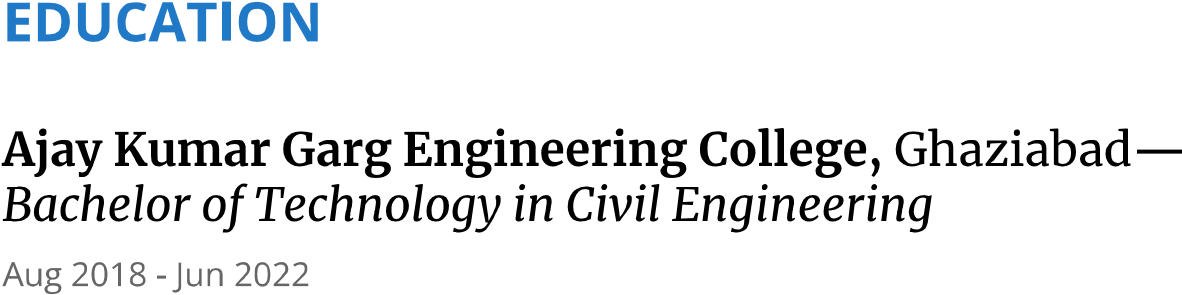 EDUCATION
Ajay Kumar Garg Engineering College, Ghaziabad—
Bachelor of Technology in Civil Engineering
Aug 2018 - Jun 2022